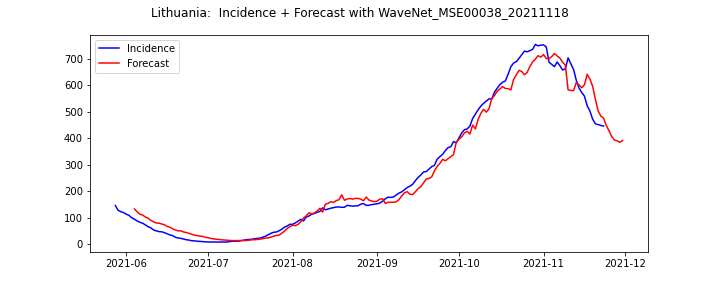 Lithuania:  Incidence + Forecast with WaveNet_MSE00038_20211118
Incidence
Forecast
700
600
500
400
300
200
100
0
2021-06 2021-07 2021-08 2021-09 2021-10 2021-11 2021-12